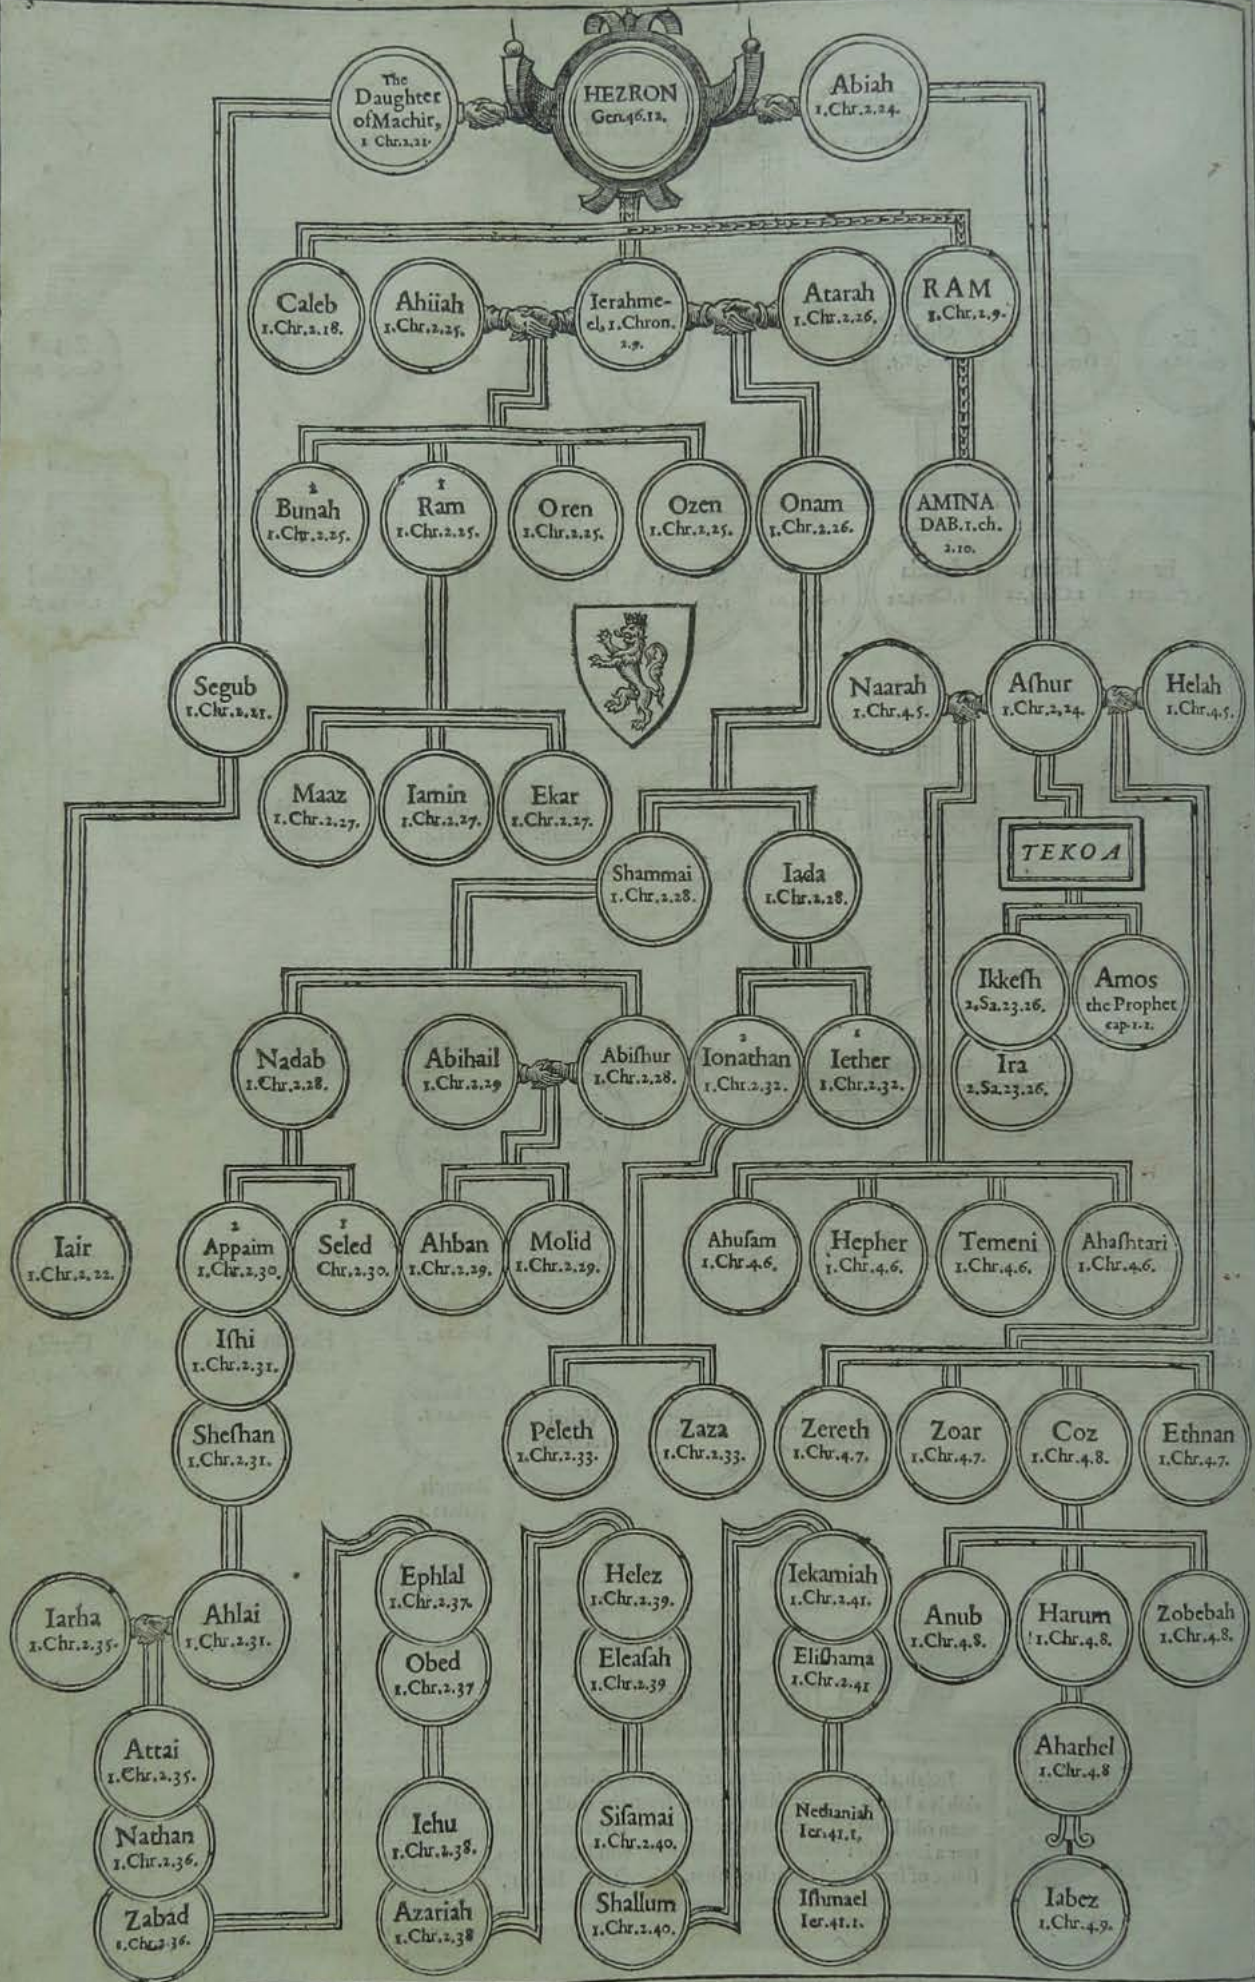 The
Daughter
of Machir,
1 Chr.2.21.
HEZRON
Gen.46.12.
Abiah
1.Chr.2.24.
Caleb
1.Chr.2.18.
Ahiiah
1.Chr.2.25.
Ierahme-
el, 1.Chron.
2.9.
Atarah
1.Chr.2.26.
RAM
1.Chr.2.9.
2
Bunah
1.Chr.2.25.
1
Ram
1.Chr.2.25.
Oren
1.Chr.2.25.
Ozen
1.Chr.2.25.
Onam
1.Chr.2.26.
AMINA
DAB.1.ch.
2.10.
Segub
1.Chr.2.21.
Naarah
1.Chr.4.5.
Aſhur
1.Chr.2,24.
Helah
1.Chr.4.5.
Maaz
1.Chr.2.27.
Iamin
1.Chr.2.27.
Ekar
1.Chr.2.27.
TEKOA
Shammai
1.Chr.2.28.
Iada
1.Chr.2.28.
Ikkeſh
2.Sa.23.26.
Amos
the Prophet
cap.1.1.
Ira
2.Sa.23.26.
Nadab
1.Chr.2.28.
Abihail
1.Chr.2.29
Abiſhur
1.Chr.2.28.
2
Ionathan
1.Chr.2.32.
1
Iether
1.Chr.2.32.
Iair
1.Chr.2.22.
2
Appaim
1.Chr.2.30.
1
Seled
Chr.2.30.
Ahban
1.Chr.2.29.
Molid
1.Chr.2.29.
Ahuſam
1.Chr.4.6.
Hepher
1.Chr.4.6.
Temeni
1.Chr.4.6.
Ahaſhtari
1.Chr.4.6.
Iſhi
1.Chr.2.31.
Sheſhan
1.Chr.2.31.
Peleth
1.Chr.2.33.
Zaza
1.Chr.2.33.
Zereth
1.Chr.4.7.
Zoar
1.Chr.4.7.
Coz
1.Chr.4.8.
Ethnan
1.Chr.4.7.
Iarha
1.Chr.2.35.
Ahlai
1.Chr.2.31.
Ephlal
1.Chr.2.37.
Obed
1.Chr.2.37
Helez
1.Chr.2.39.
Eleaſah
1.Chr.2.39
Iekamiah
1.Chr.2.41.
Eliſhama
1.Chr.2.41
Anub
1.Chr.4.8.
Harum
1.Chr.4.8.
Zobebah
1.Chr.4.8.
Attai
1.Chr.2.35.
Nathan
1.Chr.2.36.
Zabad
1.Chr.2.36.
Iehu
1.Chr.2.38.
Azariah
1.Chr.2.38
Siſamai
1.Chr.2.40.
Shallum
1.Chr.2.40.
Nethaniah
Ier.41.1.
Iſhmael
Ier.41.1.
Aharhel
1.Chr.4.8
Iabez
1.Chr.4.9.